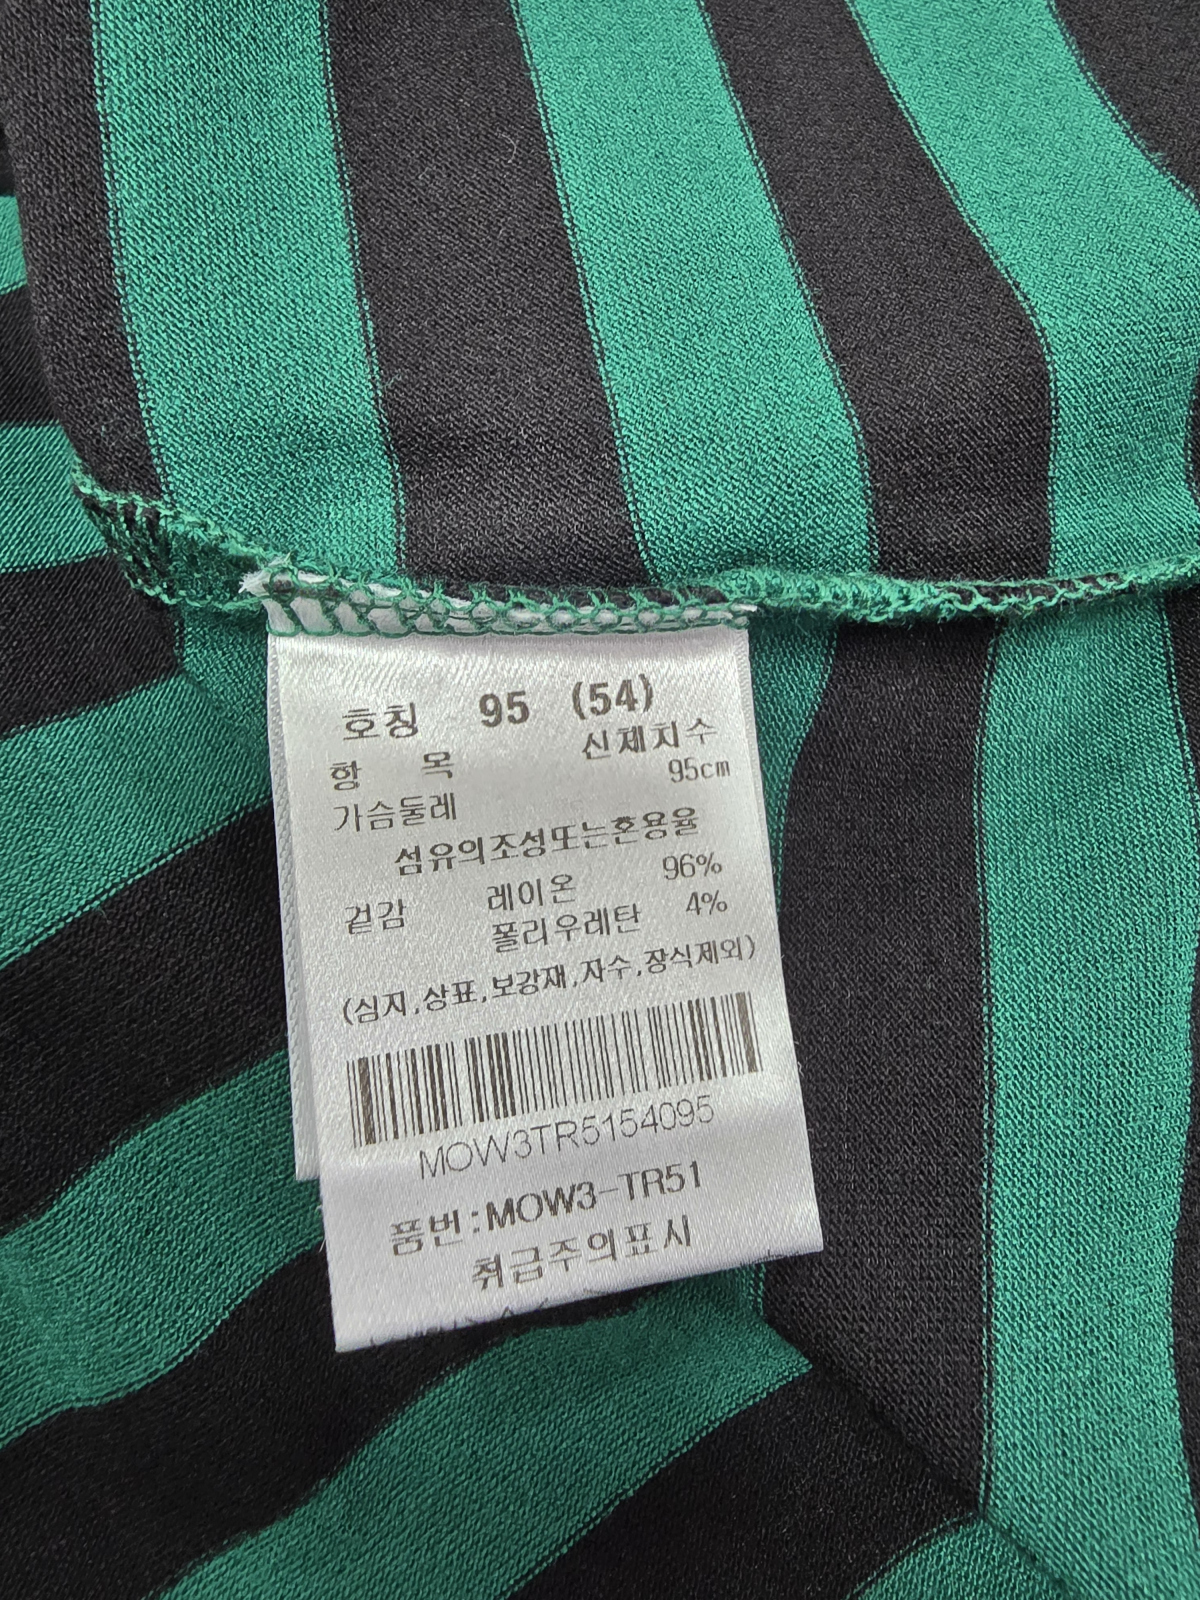 호칭 95 (54)
항 목 신체치수
가슴둘레 95cm
섬유의조성또는혼용율
겉감 레이온 96%
폴리우레탄 4%
(심지,상표,보강재,자수,장식제외)
MOW3TR5154095
품번:MOW3-TR51
취급주의표시